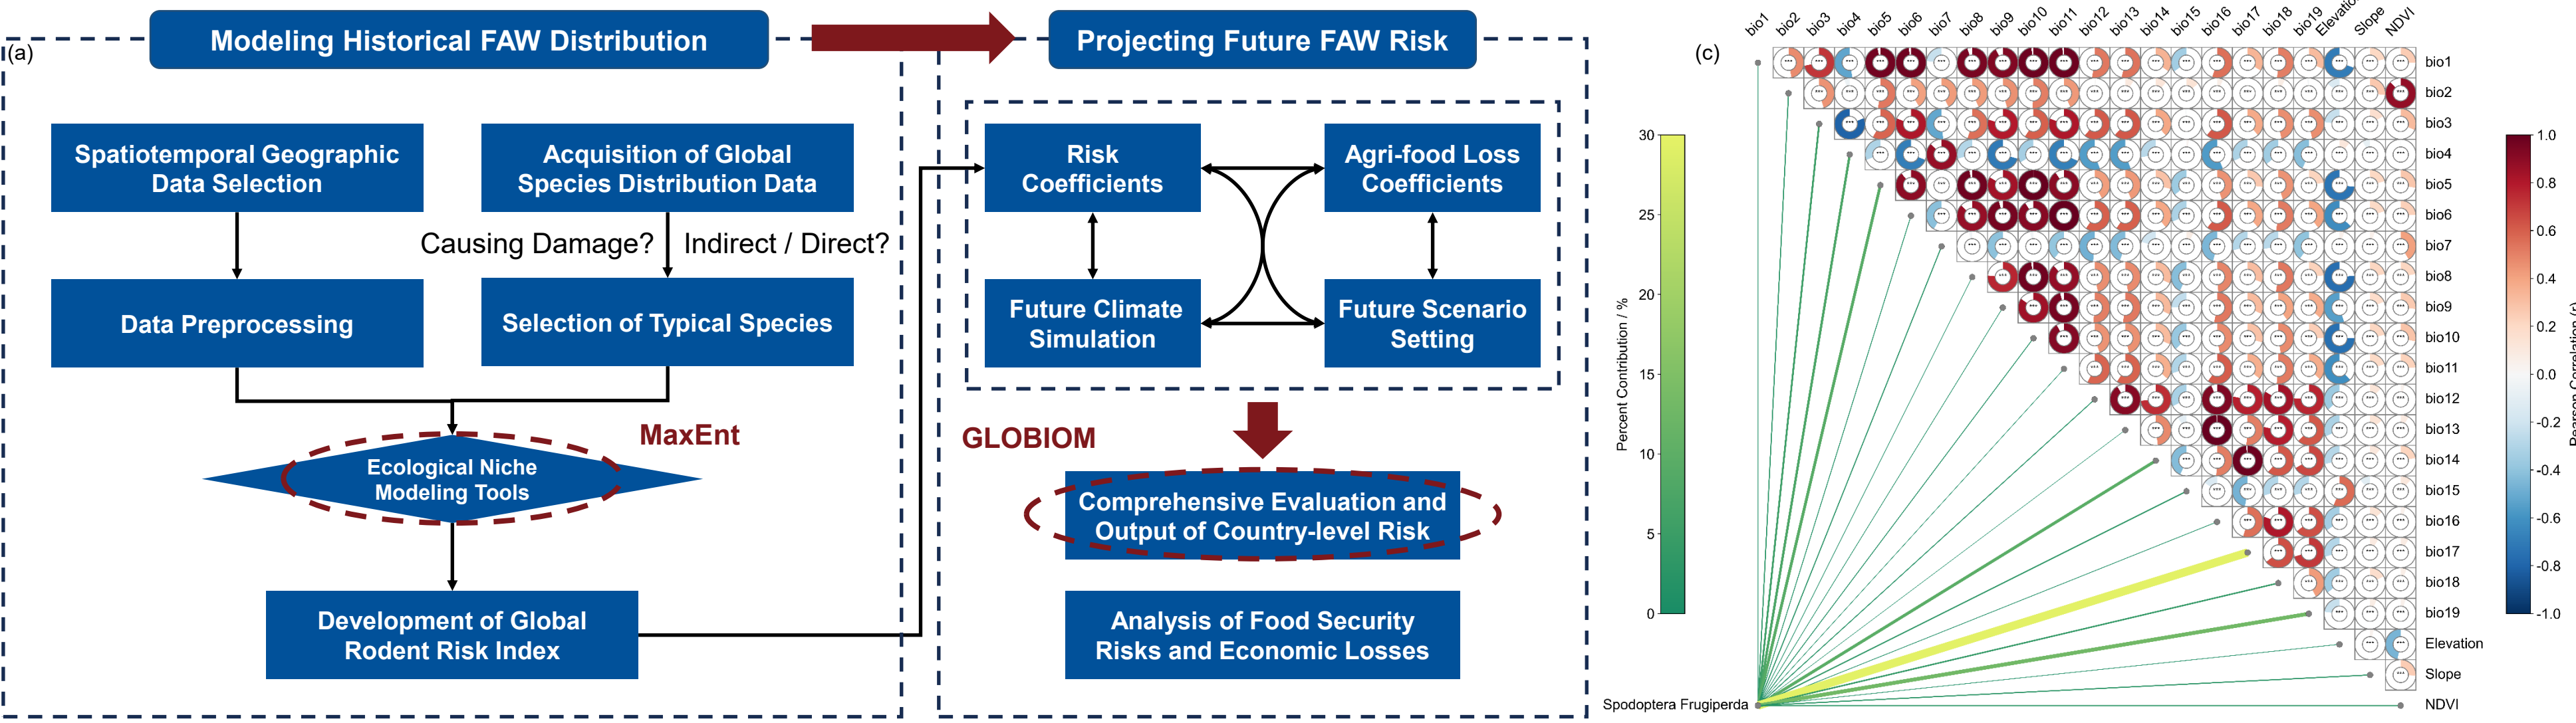 (a)
Modeling Historical FAW Distribution
Projecting Future FAW Risk
Spatiotemporal Geographic
Data Selection
Acquisition of Global
Species Distribution Data
Causing Damage?
Indirect / Direct?
Data Preprocessing
Selection of Typical Species
MaxEnt
Ecological Niche
Modeling Tools
Development of Global
Rodent Risk Index
Risk
Coefficients
Agri-food Loss
Coefficients
Future Climate
Simulation
Future Scenario
Setting
GLOBIOM
Comprehensive Evaluation and
Output of Country-level Risk
Analysis of Food Security
Risks and Economic Losses
(c)
bio1
bio2
bio3
bio4
bio5
bio6
bio7
bio8
bio9
bio10
bio11
bio12
bio13
bio14
bio15
bio16
bio17
bio18
bio19
Elevation
Slope
NDVI
bio1
bio2
bio3
bio4
bio5
bio6
bio7
bio8
bio9
bio10
bio11
bio12
bio13
bio14
bio15
bio16
bio17
bio18
bio19
Elevation
Slope
NDVI
Spodoptera Frugiperda
Percent Contribution / %
30
25
20
15
10
5
0
1.0
0.8
0.6
0.4
0.2
0.0
-0.2
-0.4
-0.6
-0.8
-1.0
Pearson Correlation (r)